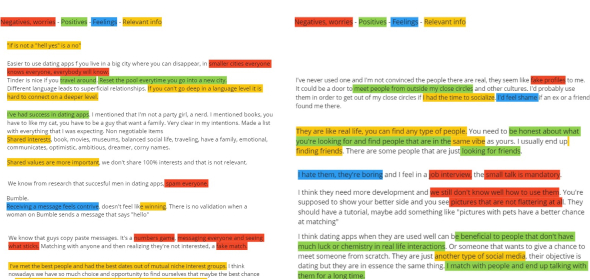 Negatives, worries - Positives - Feelings - Relevant info
"if is not a "hell yes" is a no"
Easier to use dating apps if you live in a big city where you can disappear, in smaller cities everyone
knows everyone, everybody will know.
Tinder is nice if you travel around. Reset the pool everytime you go into a new city.
Different language leads to superficial relationships. If you can't go deep in a language level it is
hard to connect on a deeper level.
I've had success in dating apps. I mentioned that I'm not a party girl, a nerd. I mentioned books, you
have to like my cat, you have to be a guy that want a family. Very clear in my intentions. Made a list
with everything that I was expecting. Non negotiable items
Shared interests, book, movies, museums, balanced social life, traveling, have a family, emotional,
communicates, optimistic, ambitious, dreamer, corny names.
Shared values are more important, we don't share 100% interests and that is not relevant.
We know from research that succesful men in dating apps, spam everyone.
Bumble.
Receiving a message feels contrive, doesn't feel like winning. There is no validation when a
woman on Bumble sends a message that says "hello"
We know that guys copy paste messages. It's a numbers game, messaging everyone and seeing
what sticks. Matching with anyone and then realizing they're not interested, a fake match.
I've met the best people and had the best dates out of mutual niche interest groups. I think
nowadays we have so much choice and opportunity to find out ourselves that maybe the best chance
Negatives, worries - Positives - Feelings - Relevant info
I've never used one and I'm not convinced the people there are real, they seem like fake profiles to me.
It could be a door to meet people from outside my close circles and other cultures. I'd probably use
them in order to get out of my close circles if I had the time to socialize. I'd feel shame if an ex or a friend
found me there.
They are like real life, you can find any type of people. You need to be honest about what
you're looking for and find people that are in the same vibe as yours. I usually end up
finding friends. There are some people that are just looking for friends.
I hate them, they're boring and I feel in a job interview, the small talk is mandatory.
I think they need more development and we still don't know well how to use them. You're
supposed to show your better side and you see pictures that are not flattering at all. They
should have a tutorial, maybe add something like "pictures with pets have a better chance
at matching"
I think dating apps when they are used well can be beneficial to people that don't have
much luck or chemistry in real life interactions. Or someone that wants to give a chance to
meet someone from scratch. They are just another type of social media, their objective is
dating but they are in essence the same thing. I match with people and end up talking with
them for a long time.